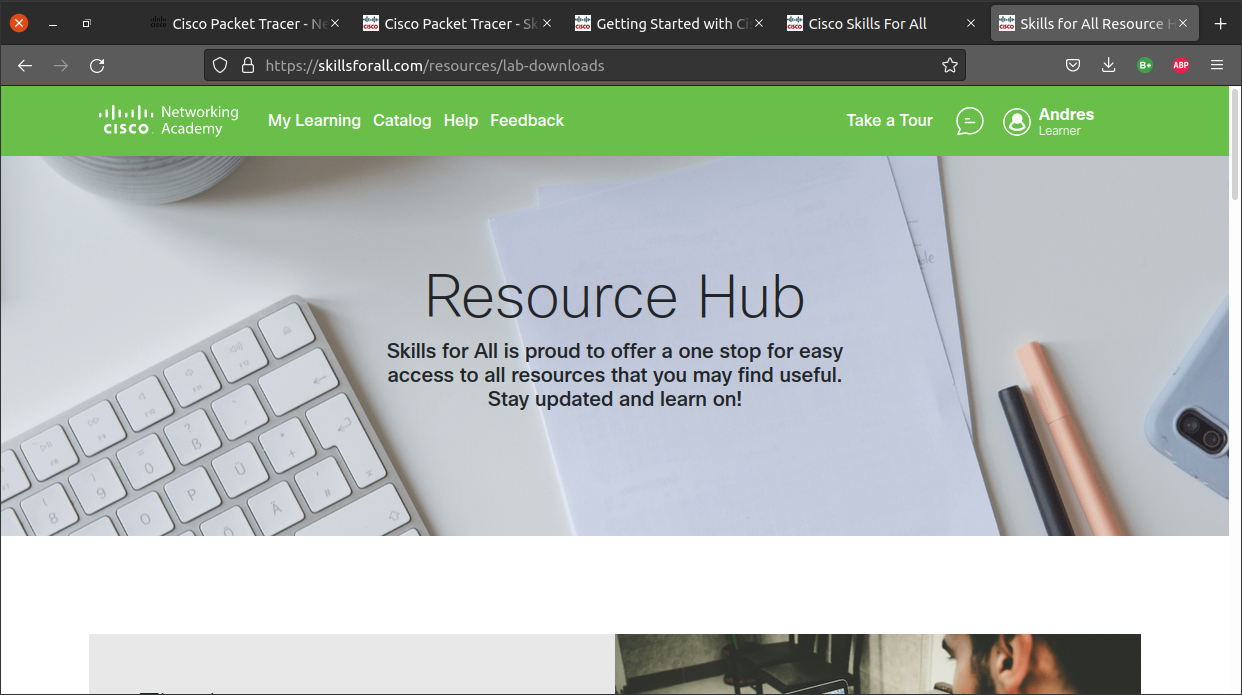 Cisco Packet Tracer - Ne
Cisco Packet Tracer - Sk
Getting Started with Ci
Cisco Skills For All
Skills for All Resource H
https://skillsforall.com/resources/lab-downloads
B+
ABP
CISCO Networking Academy
My Learning Catalog Help Feedback
Take a Tour
Andres
Learner
Resource Hub
Skills for All is proud to offer a one stop for easy
access to all resources that you may find useful.
Stay updated and learn on!